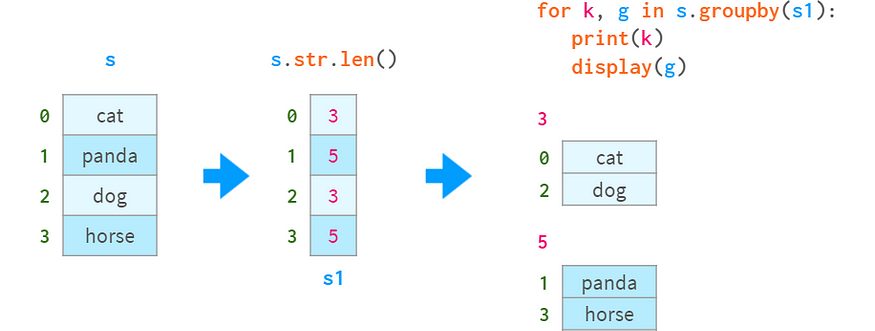 s
0 cat
1 panda
2 dog
3 horse
s.str.len()
0 3
1 5
2 3
3 5
s1
for k, g in s.groupby(s1):
print(k)
display(g)
3
0 cat
2 dog
5
1 panda
3 horse